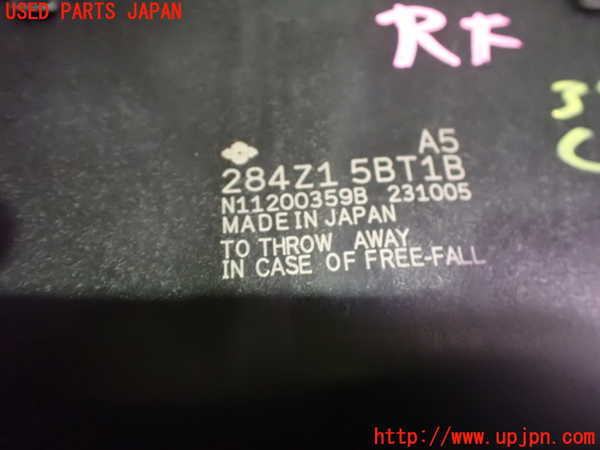 USED PARTS JAPAN
RF
3
A5
284Z1 5BT1B
N11200359B 231005
MADE IN JAPAN
TO THROW AWAY
IN CASE OF FREE-FALL
http://www.upjpn.com/